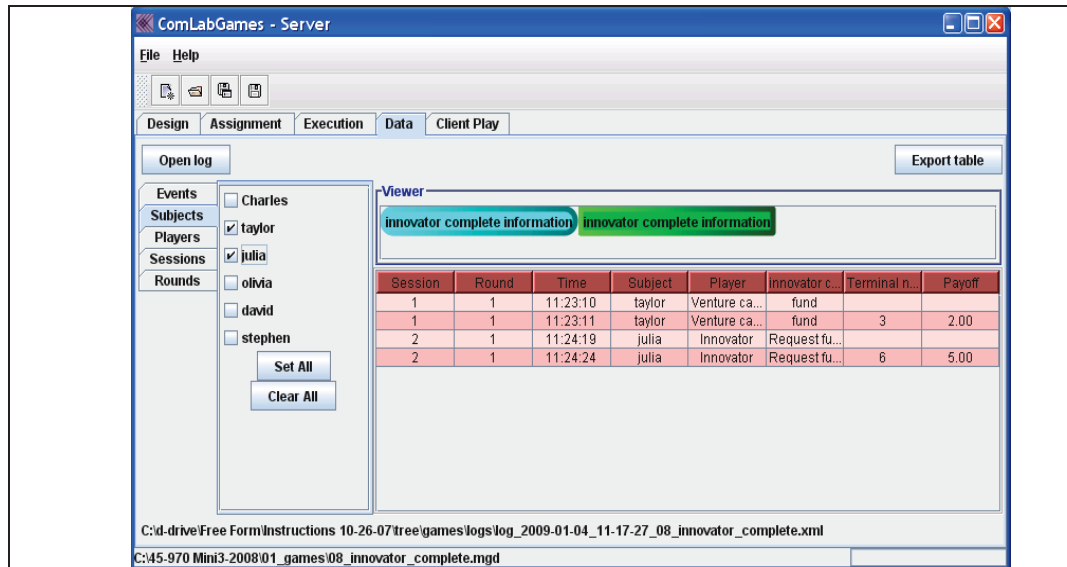 ComLabGames - Server
File Help
Design Assignment Execution Data Client Play
Open log Export table
Events
Subjects
Players
Sessions
Rounds
Charles
taylor
julia
olivia
david
stephen
Set All
Clear All
Viewer
innovator complete information innovator complete information
Session Round Time Subject Player innovator c... Terminal n... Payoff
1 1 11:23:10 taylor Venture ca... fund
1 1 11:23:11 taylor Venture ca... fund 3 2.00
2 1 11:24:19 julia Innovator Request fu...
2 1 11:24:24 julia Innovator Request fu... 6 5.00
C:\d-drive\Free Form\Instructions 10-26-07\tree\games\logs\log_2009-01-04_11-17-27_08_innovator_complete.xml
C:\45-970 Mini3-2008\01_games\08_innovator_complete.mgd